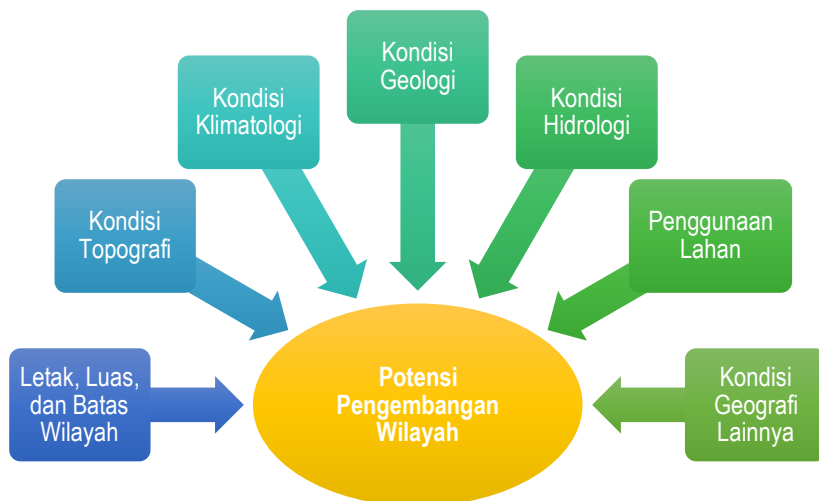 Kondisi
Geologi
Kondisi
Klimatologi
Kondisi
Hidrologi
Kondisi
Topografi
Penggunaan
Lahan
Letak, Luas,
dan Batas
Wilayah
Potensi
Pengembangan
Wilayah
Kondisi
Geografi
Lainnya